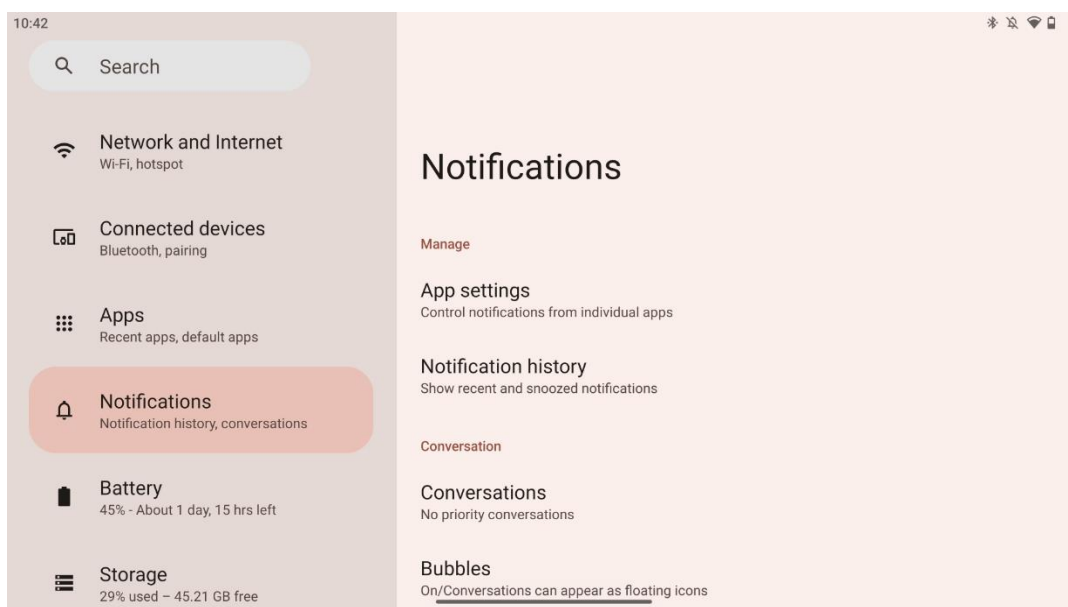 10:42
Search
Network and Internet
Wi-Fi, hotspot
Connected devices
Bluetooth, pairing
Apps
Recent apps, default apps
Notifications
Notification history, conversations
Battery
45% - About 1 day, 15 hrs left
Storage
29% used – 45.21 GB free
Notifications
Manage
App settings
Control notifications from individual apps
Notification history
Show recent and snoozed notifications
Conversation
Conversations
No priority conversations
Bubbles
On/Conversations can appear as floating icons